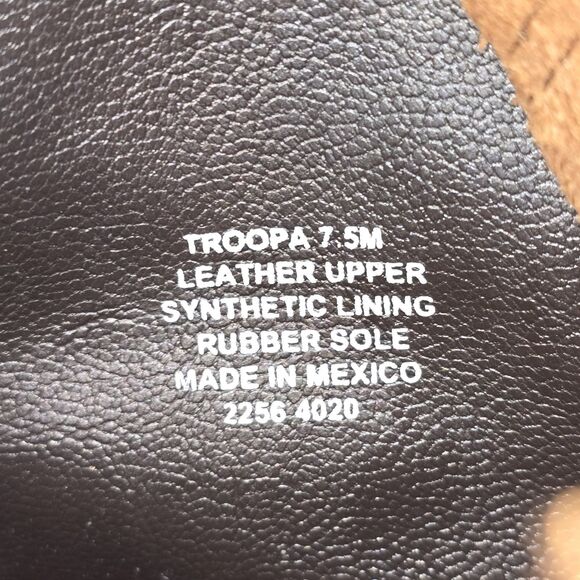 TROOPA 7.5M
LEATHER UPPER
SYNTHETIC LINING
RUBBER SOLE
MADE IN MEXICO
2256 4020